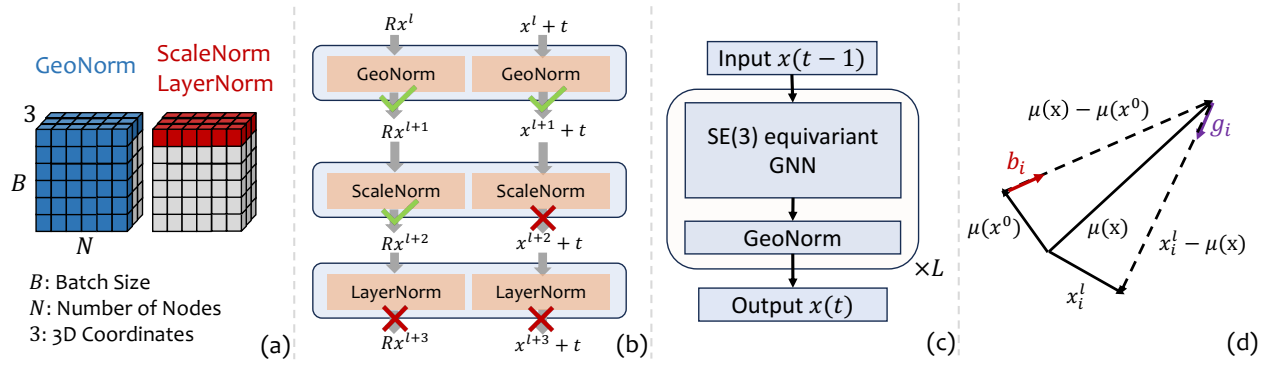 GeoNorm
ScaleNorm
LayerNorm
3
B
N
B: Batch Size
N: Number of Nodes
3: 3D Coordinates
(a)
Rx^l
x^l + t
GeoNorm
GeoNorm
Rx^{l+1}
x^{l+1} + t
ScaleNorm
ScaleNorm
Rx^{l+2}
x^{l+2} + t
LayerNorm
LayerNorm
Rx^{l+3}
x^{l+3} + t
(b)
Input x(t − 1)
SE(3) equivariant
GNN
GeoNorm
×L
Output x(t)
(c)
μ(x) − μ(x^0)
g_i
b_i
μ(x^0)
μ(x)
x_i^l − μ(x)
x_i^l
(d)